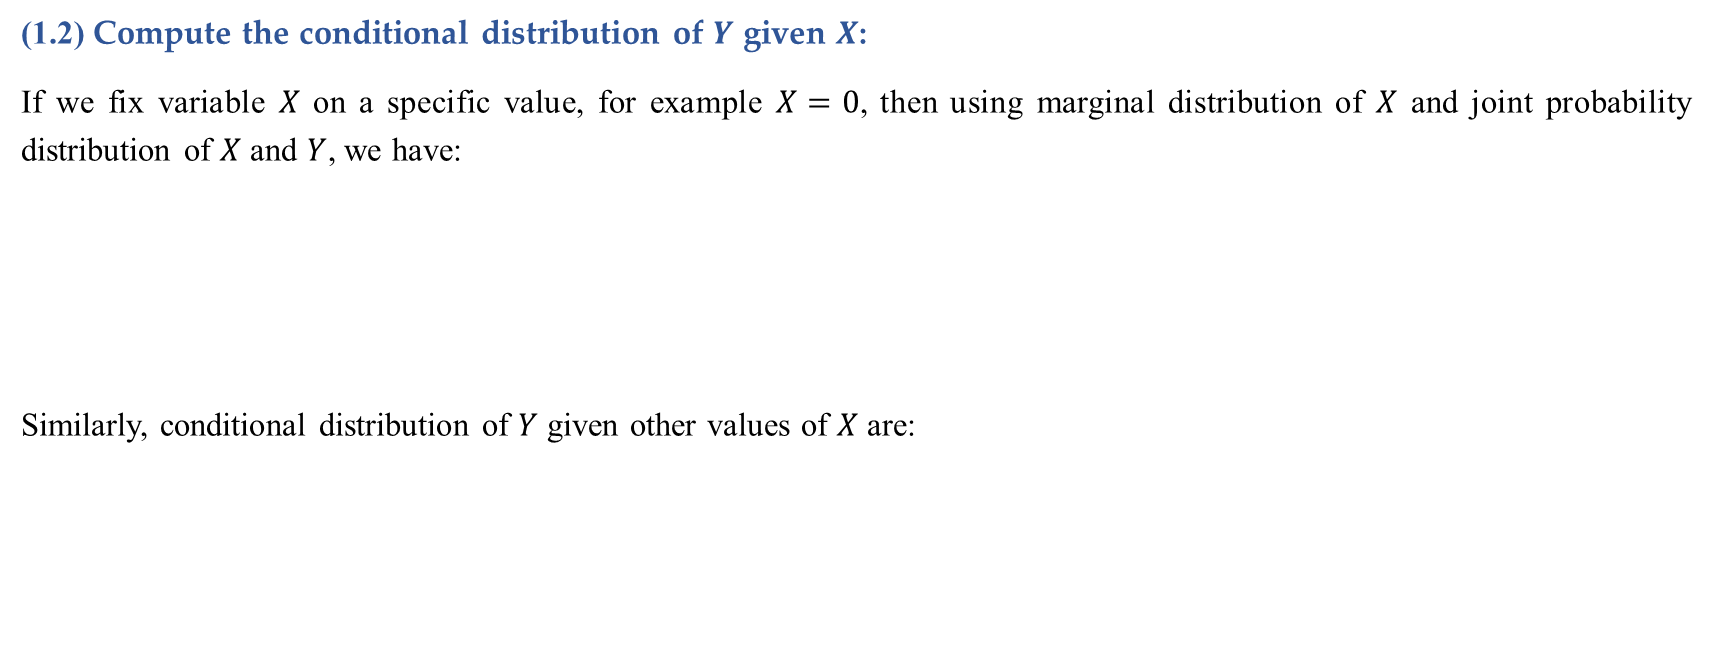 (1.2) Compute the conditional distribution of Y given X:
If we fix variable X on a specific value, for example X = 0, then using marginal distribution of X and joint probability
distribution of X and Y, we have:
Similarly, conditional distribution of Y given other values of X are: